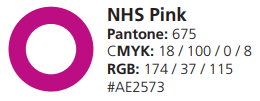 NHS Pink
Pantone: 675
CMYK: 18 / 100 / 0 / 8
RGB: 174 / 37 / 115
#AE2573